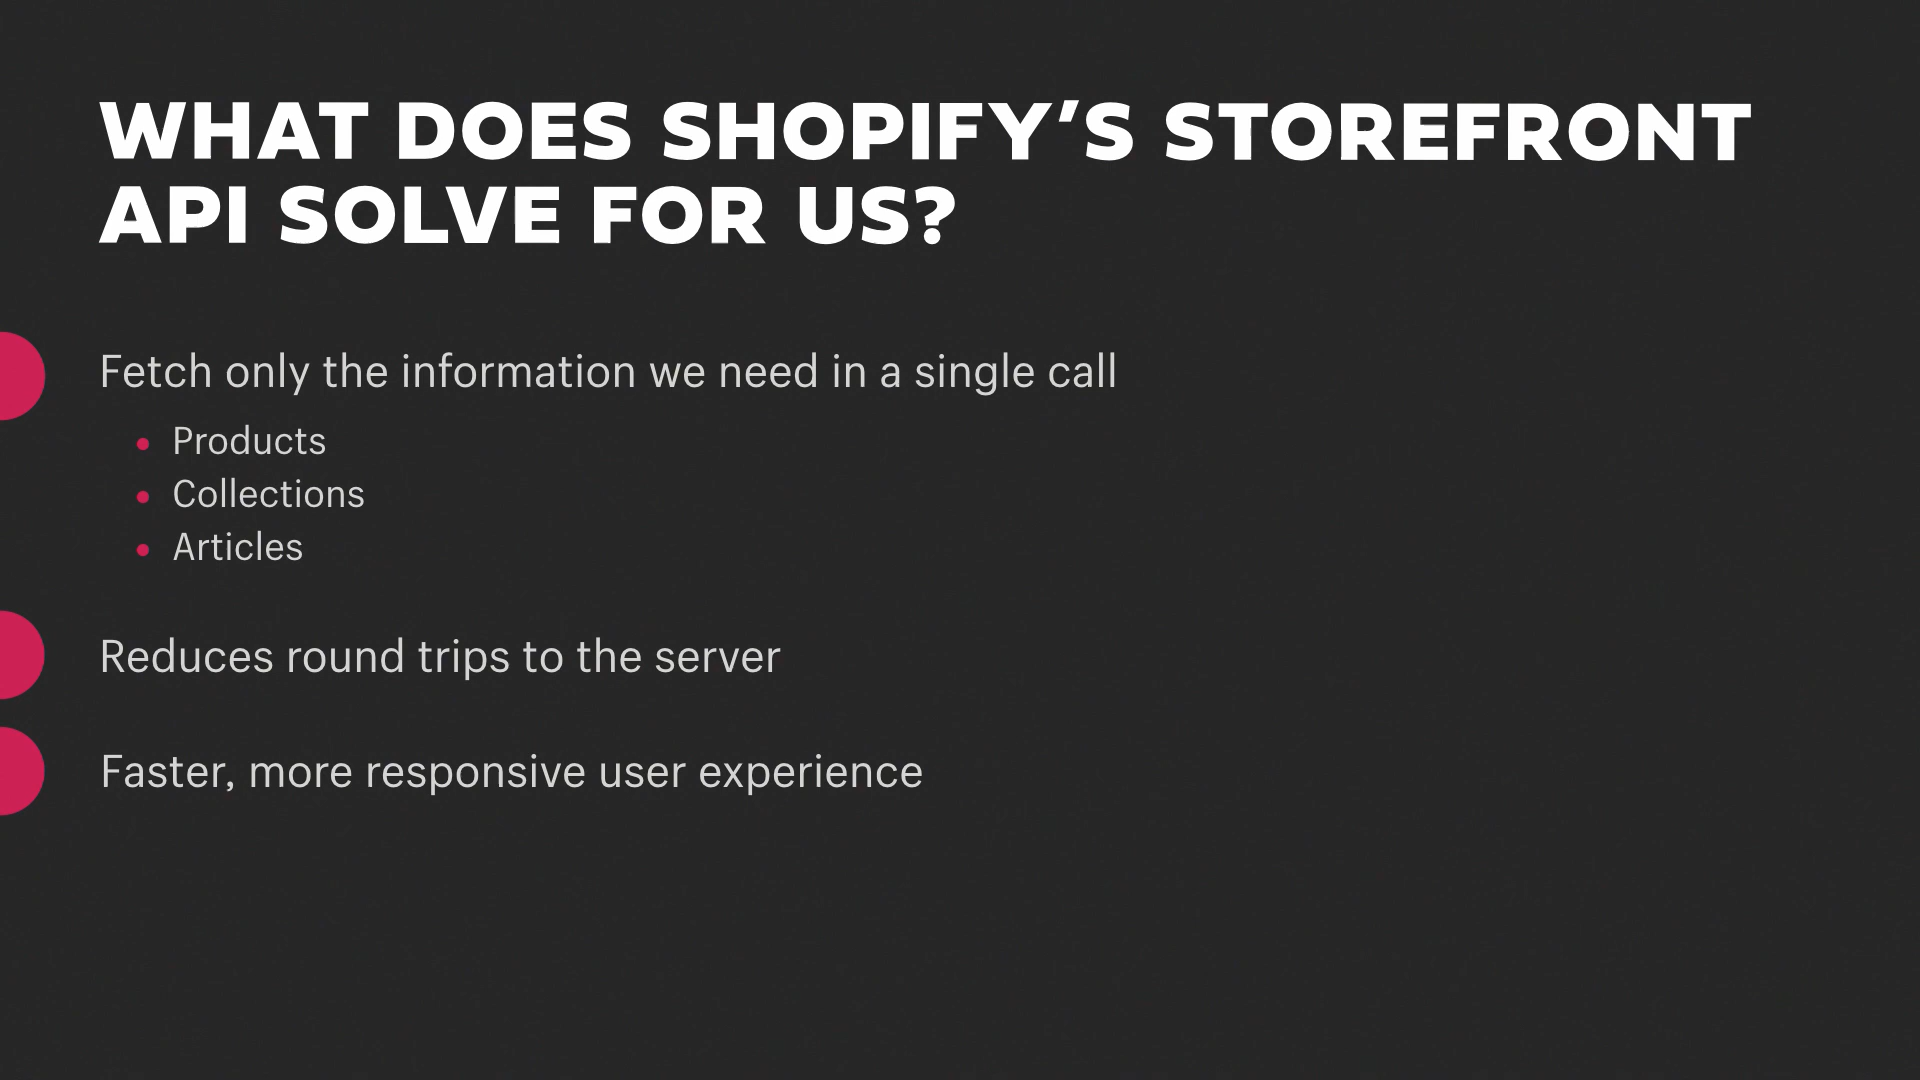 WHAT DOES SHOPIFY’S STOREFRONT
API SOLVE FOR US?
Fetch only the information we need in a single call
• Products
• Collections
• Articles
Reduces round trips to the server
Faster, more responsive user experience